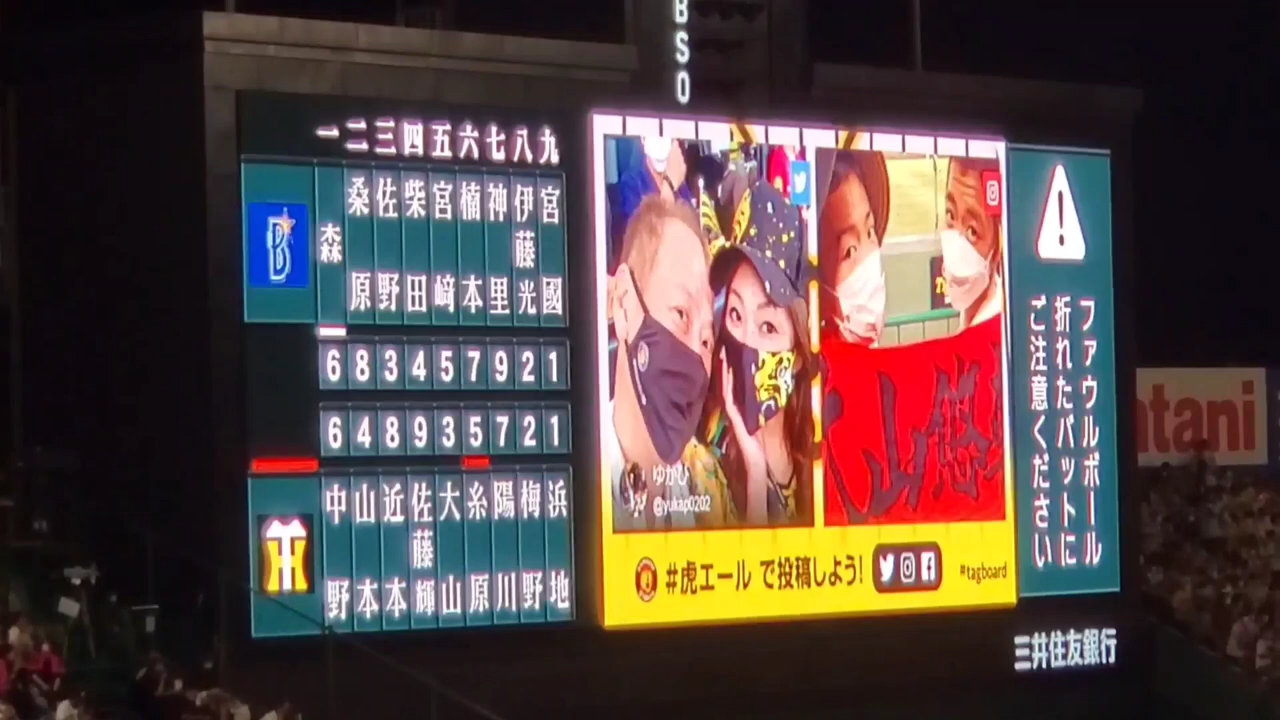 B
S
O
一二三四五六七八九
B
森
桑原
佐野
柴田
宮﨑
楠本
神里
伊藤光
宮國
6 8 3 4 5 7 9 2 1
6 4 8 9 3 5 7 2 1
中野
山本
近本
佐藤輝
大山
糸原
陽川
梅野
浜地
ゆかぴ
@yukap0202
山悠
#虎エール で投稿しよう!
#tagboard
ファウルボール
折れたバットに
ご注意ください
三井住友銀行
tani